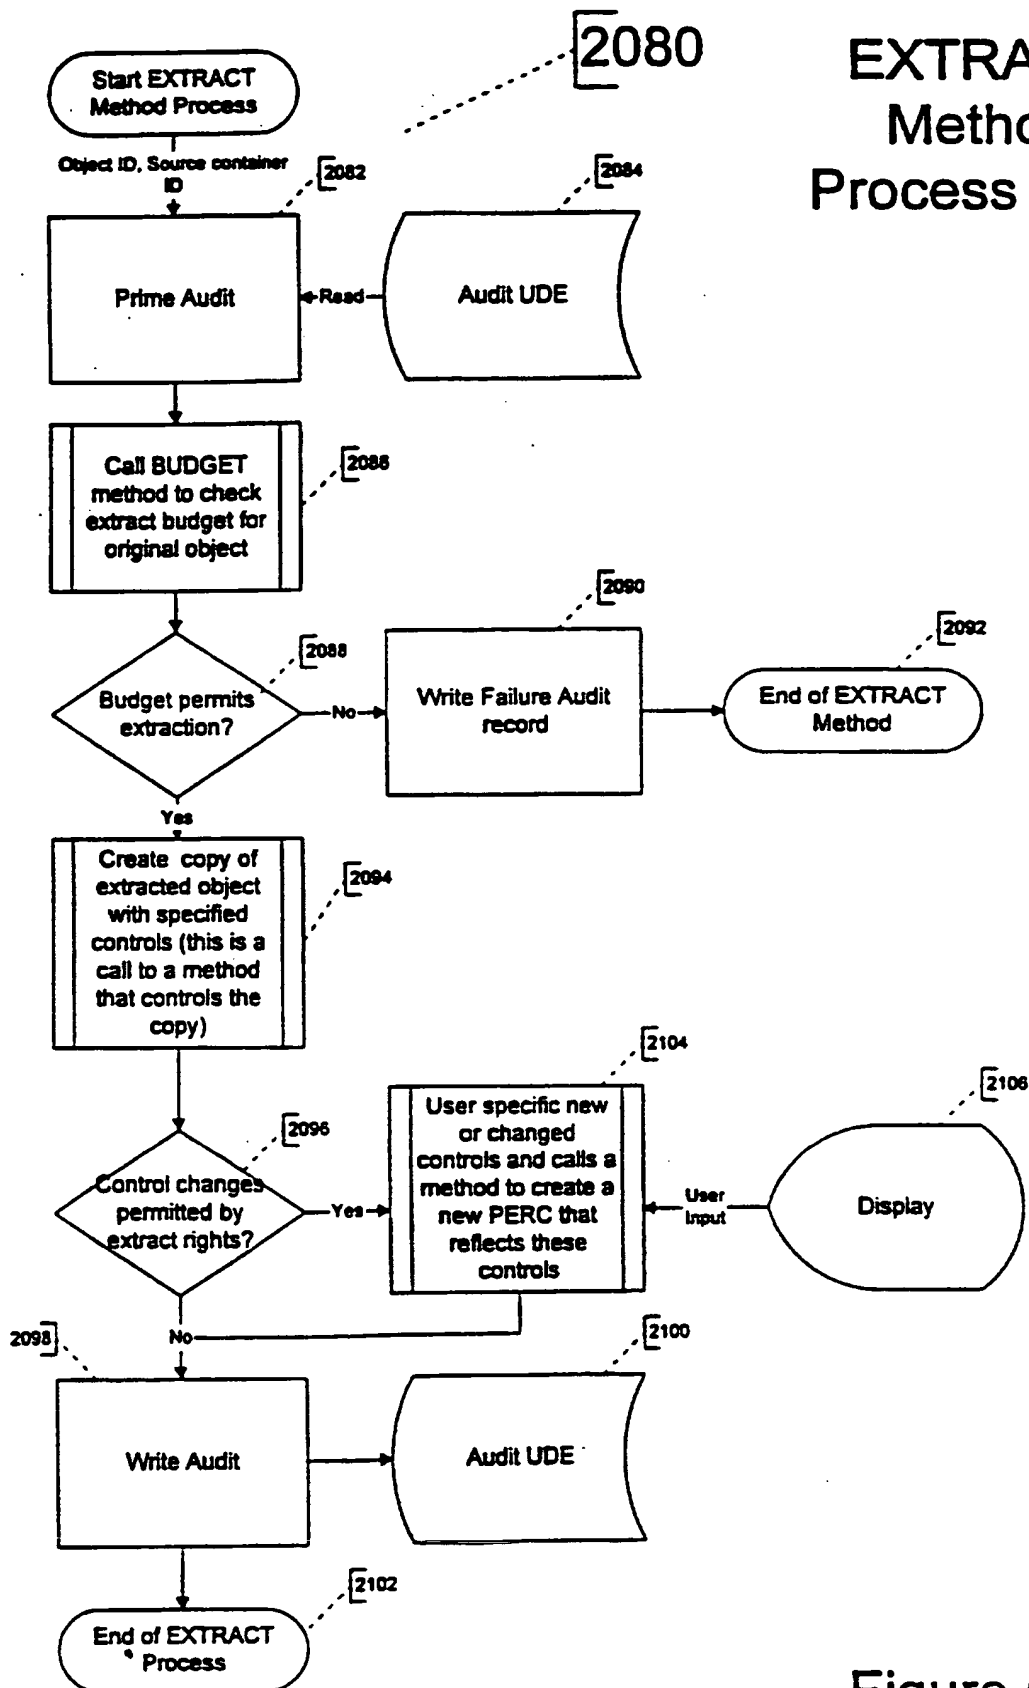 2080
EXTRA
Metho
Process
Start EXTRACT
Method Process
Object ID, Source container
ID
2082
2084
Prime Audit
Read
Audit UDE
Call BUDGET
method to check
extract budget for
original object
2086
2088
Budget permits
extraction?
No
2090
Write Failure Audit
record
2092
End of EXTRACT
Method
Yes
Create copy of
extracted object
with specified
controls (this is a
call to a method
that controls the
copy)
2094
2096
Control changes
permitted by
extract rights?
Yes
2104
User specific new
or changed
controls and calls a
method to create a
new PERC that
reflects these
controls
User
Input
2106
Display
No
2098
2100
Write Audit
Audit UDE
2102
End of EXTRACT
Process
Figure